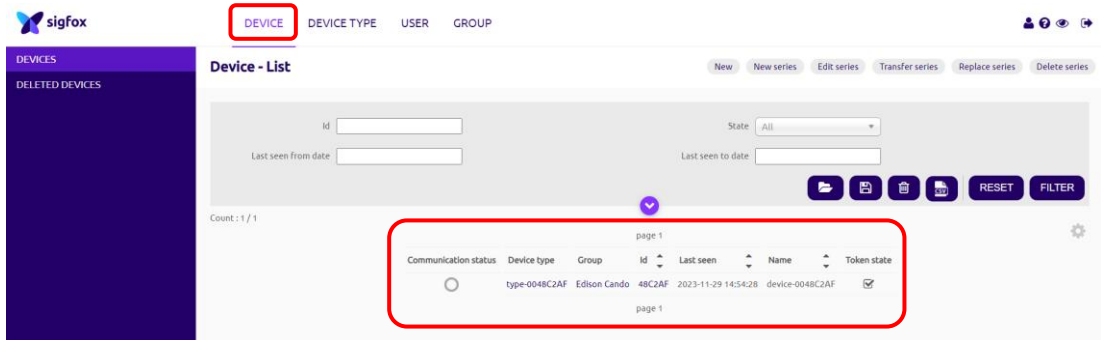 sigfox DEVICE DEVICE TYPE USER GROUP
DEVICES
DELETED DEVICES
Device - List New New series Edit series Transfer series Replace series Delete series
Id State All
Last seen from date Last seen to date
CSV RESET FILTER
Count : 1 / 1
page 1
Communication status Device type Group Id Last seen Name Token state
type-0048C2AF Edison Cando 48C2AF 2023-11-29 14:54:28 device-0048C2AF
page 1